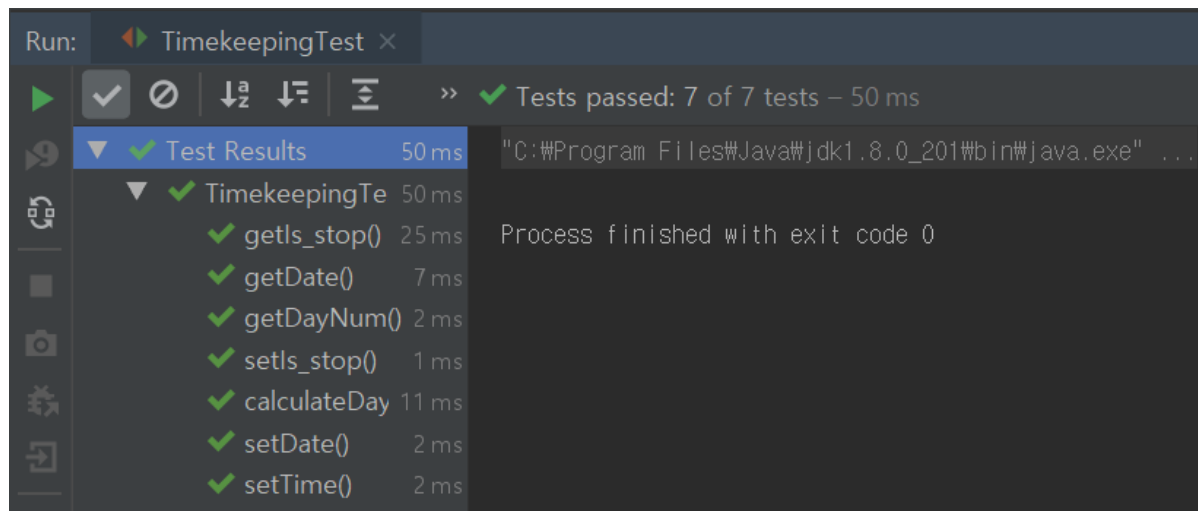 Run: TimekeepingTest ×
Tests passed: 7 of 7 tests – 50 ms
Test Results 50 ms
TimekeepingTe 50 ms
getIs_stop() 25 ms
getDate() 7 ms
getDayNum() 2 ms
setIs_stop() 1 ms
calculateDay 11 ms
setDate() 2 ms
setTime() 2 ms
"C:₩Program Files₩Java₩jdk1.8.0_201₩bin₩java.exe" ...
Process finished with exit code 0